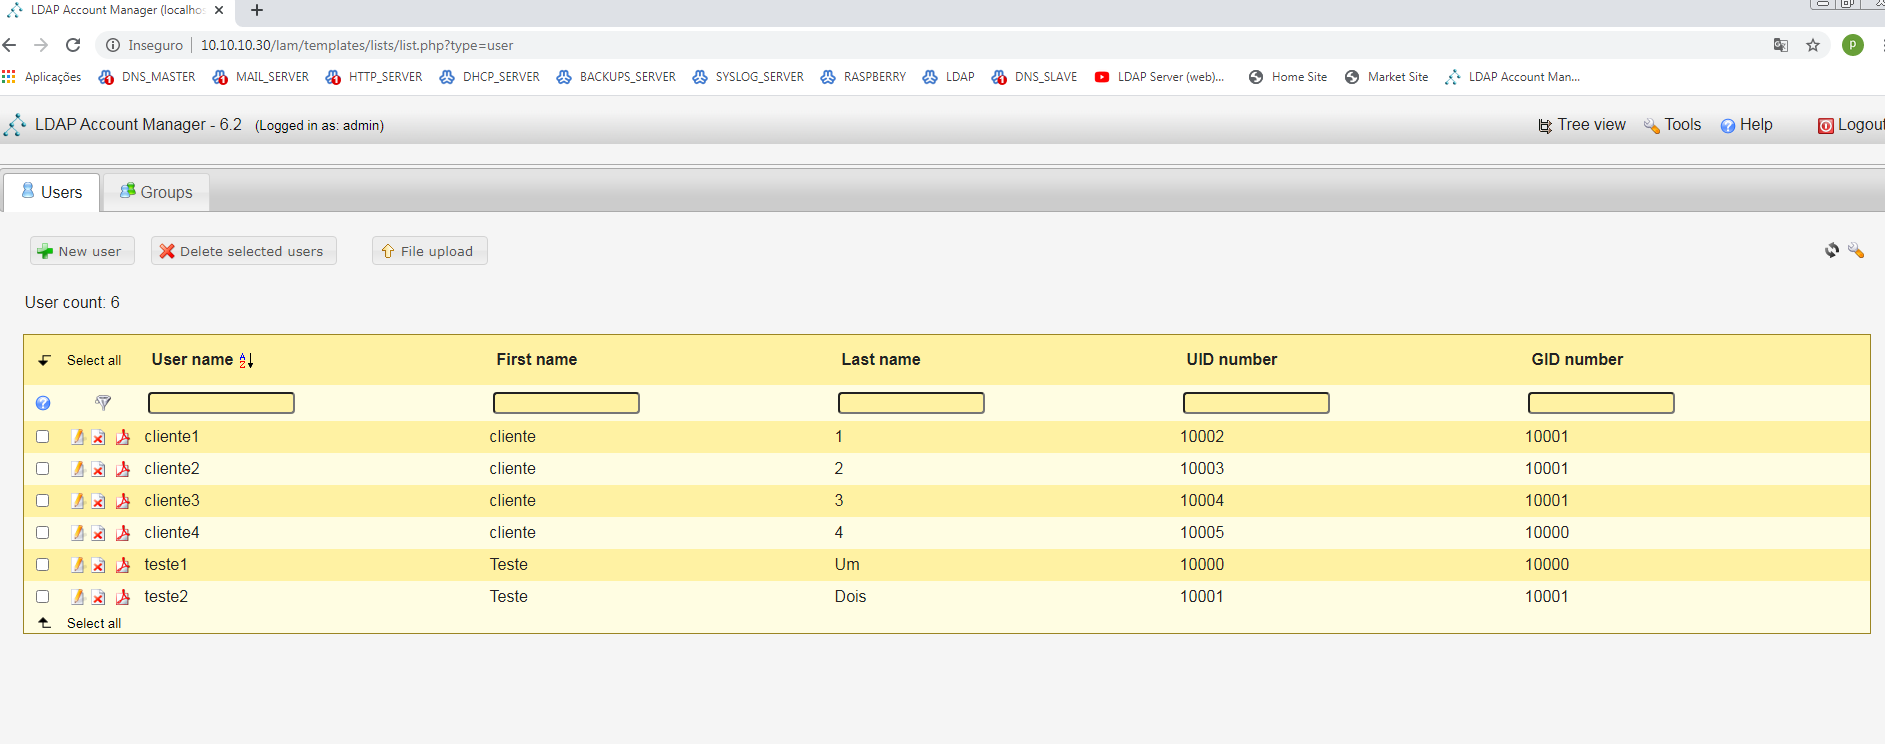 LDAP Account Manager (localho
Inseguro 10.10.10.30/lam/templates/lists/list.php?type=user
P
Aplicações DNS_MASTER MAIL_SERVER HTTP_SERVER DHCP_SERVER BACKUPS_SERVER SYSLOG_SERVER RASPBERRY LDAP DNS_SLAVE LDAP Server (web)... Home Site Market Site LDAP Account Man...
LDAP Account Manager - 6.2 (Logged in as: admin) Tree view Tools Help Logout
Users Groups
New user Delete selected users File upload
User count: 6
Select all User name First name Last name UID number GID number
cliente1 cliente 1 10002 10001
cliente2 cliente 2 10003 10001
cliente3 cliente 3 10004 10001
cliente4 cliente 4 10005 10000
teste1 Teste Um 10000 10000
teste2 Teste Dois 10001 10001
Select all